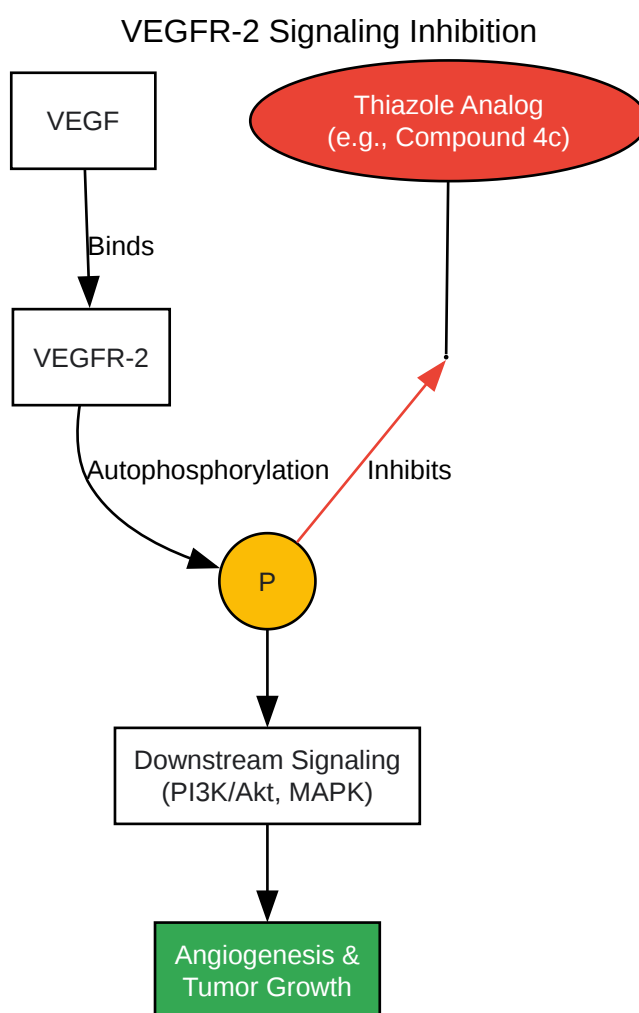 VEGFR-2 Signaling Inhibition
VEGF
Thiazole Analog
(e.g., Compound 4c)
Binds
VEGFR-2
Autophosphorylation
Inhibits
P
Downstream Signaling
(PI3K/Akt, MAPK)
Angiogenesis &
Tumor Growth